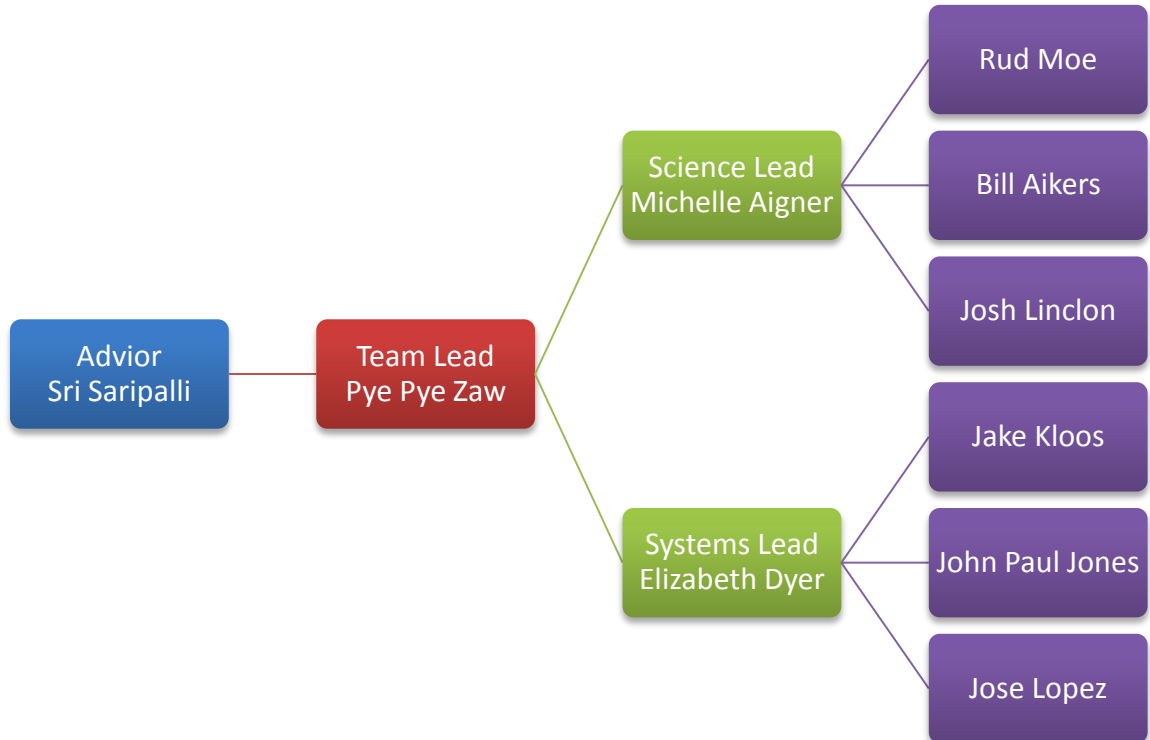 Advior
Sri Saripalli
Team Lead
Pye Pye Zaw
Science Lead
Michelle Aigner
Rud Moe
Bill Aikers
Josh Linclon
Systems Lead
Elizabeth Dyer
Jake Kloos
John Paul Jones
Jose Lopez